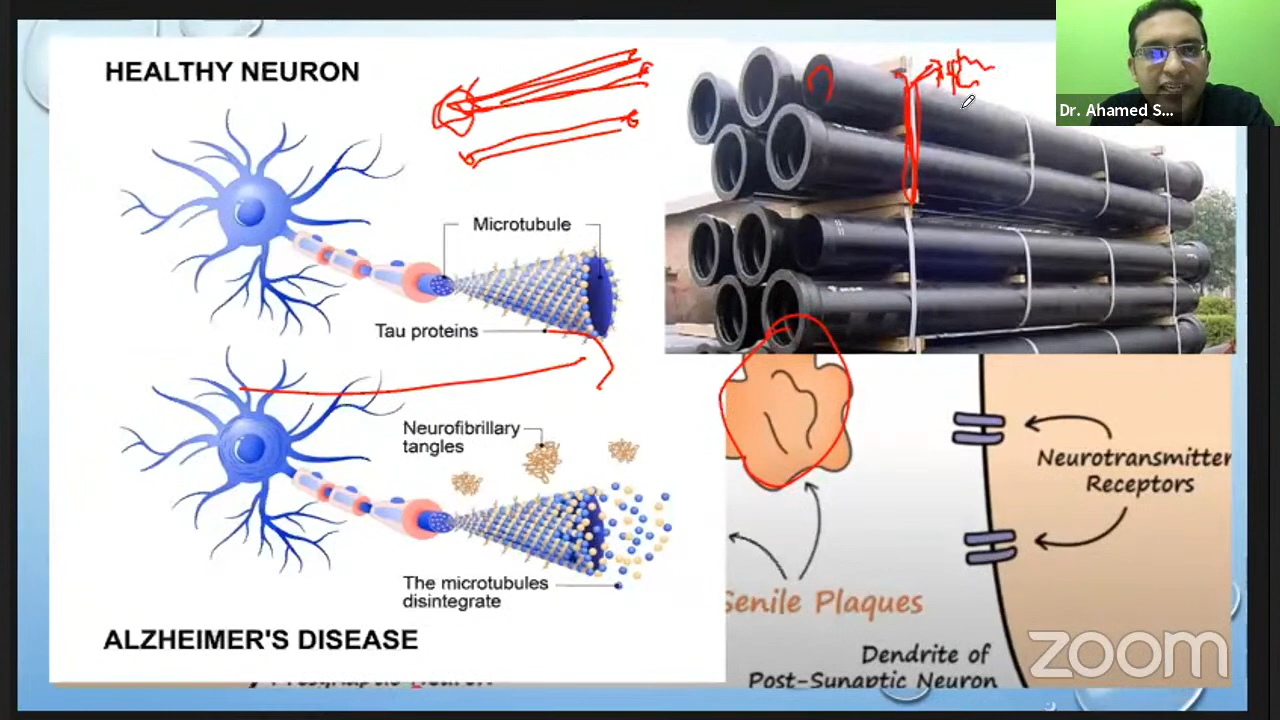 HEALTHY NEURON
Microtubule
Tau proteins
Neurofibrillary
tangles
The microtubules
disintegrate
ALZHEIMER'S DISEASE
Dr. Ahamed S...
Neurotransmitter
Receptors
Senile Plaques
Dendrite of
Post-Synaptic Neuron
zoom